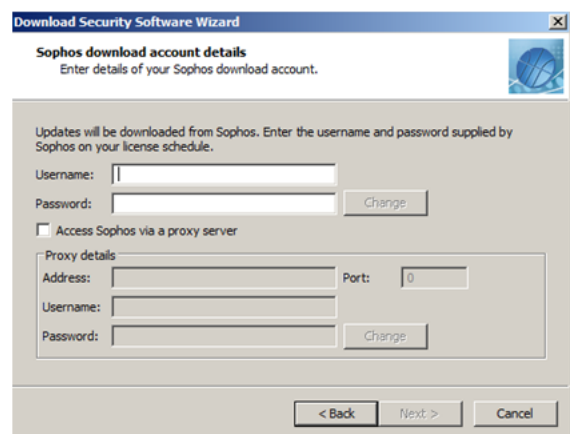 Download Security Software Wizard
Sophos download account details
Enter details of your Sophos download account.
Updates will be downloaded from Sophos. Enter the username and password supplied by
Sophos on your license schedule.
Username:
Password: Change
Access Sophos via a proxy server
Proxy details
Address: Port: 0
Username:
Password: Change
< Back Next > Cancel